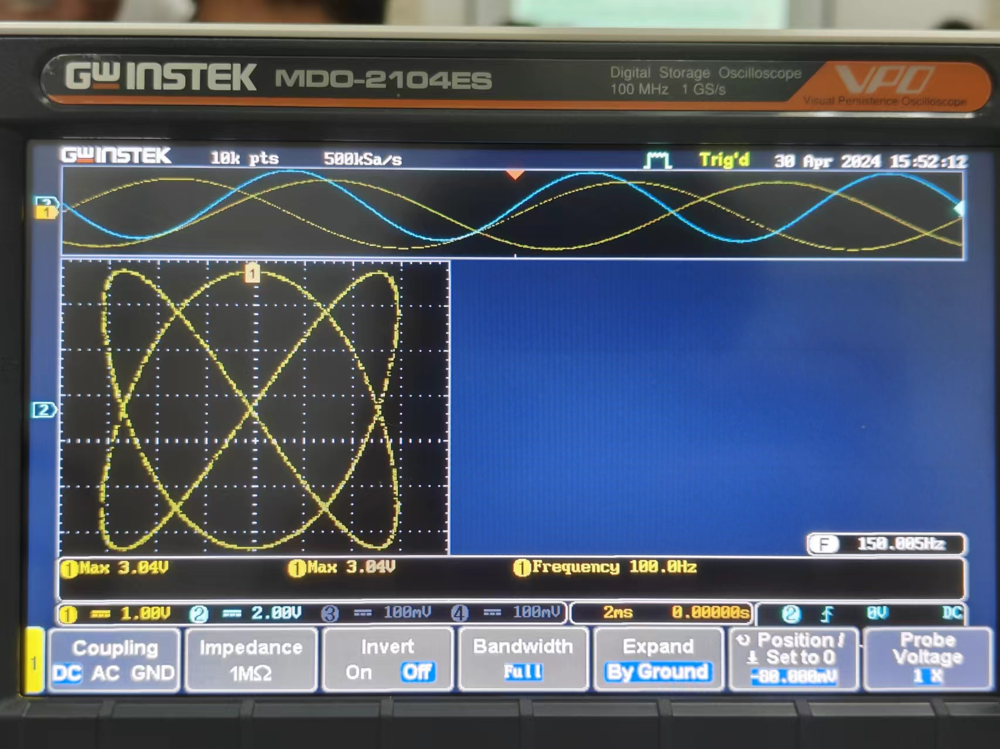 GWINSTEK MDO-2104ES Digital Storage Oscilloscope
100 MHz 1 GS/s
VPO
Visual Persistence Oscilloscope
GWINSTEK 10k pts 500kSa/s Trig'd 30 Apr 2024 15:52:12
2
1
1
2
F 150.005Hz
1 Max 3.04V 1 Max 3.04V 1 Frequency 100.0Hz
1 1.00V 2 2.00V 3 100mV 4 100mV 2ms 0.00000s 2 0V DC
1
Coupling
DC AC GND
Impedance
1MΩ
Invert
On Off
Bandwidth
Full
Expand
By Ground
Position/
Set to 0
-80.000mV
Probe
Voltage
1 X